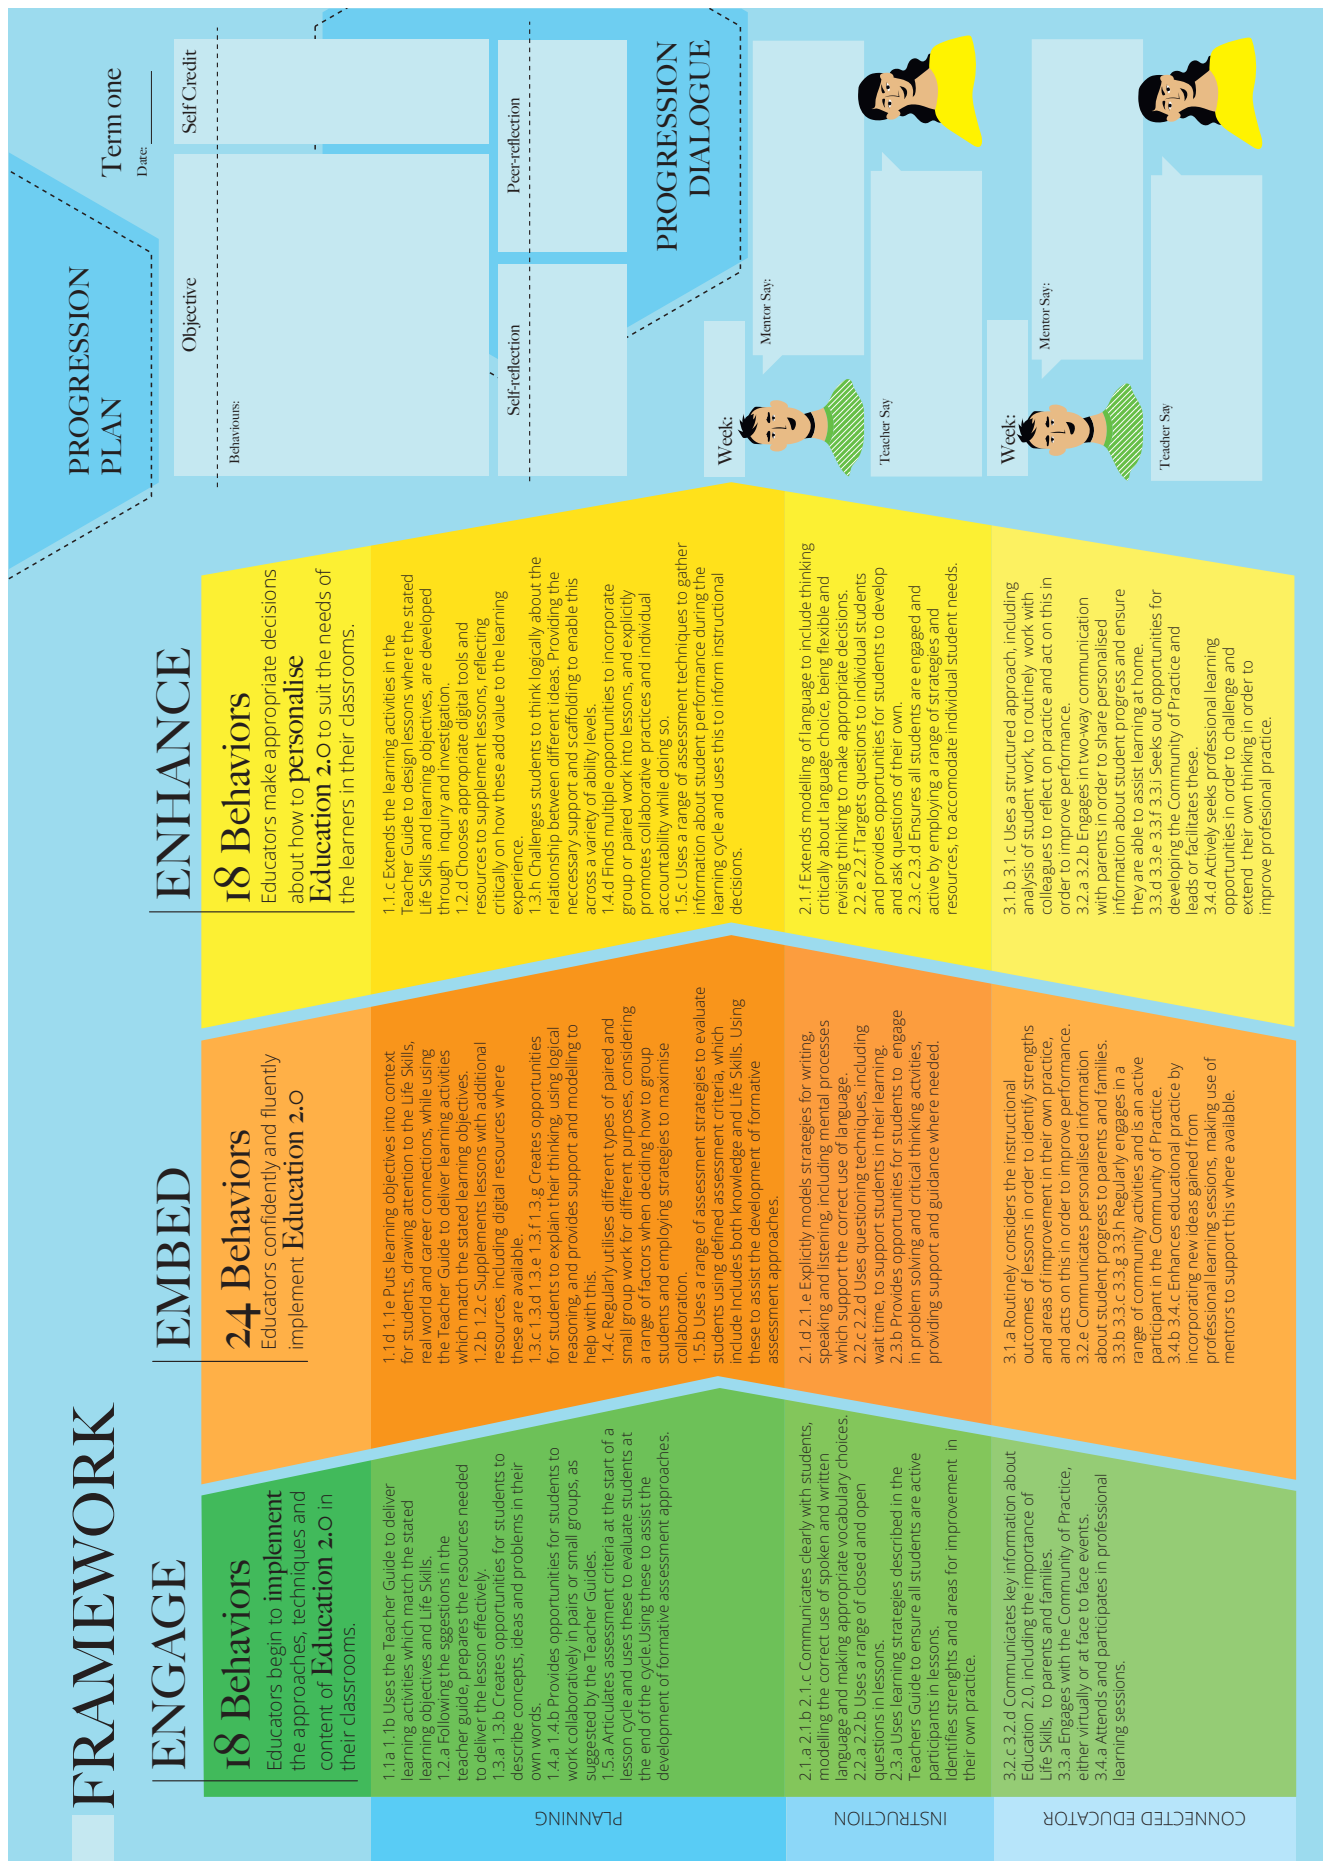 FRAMEWORK
ENGAGE
18 Behaviors
Educators begin to implement
the approaches, techniques and
content of Education 2.0 in
their classrooms.
EMBED
24 Behaviors
Educators confidently and fluently
implement Education 2.0
ENHANCE
18 Behaviors
Educators make appropriate decisions
about how to personalise
Education 2.0 to suit the needs of
the learners in their classrooms.
PLANNING
1.1a 1.1b Uses the Teacher Guide to deliver
learning activities which match the stated
learning objectives and Life Skills.
1.2.a Following the sggestions in the
teacher guide, prepares the resources needed
to deliver the lesson effectively.
1.3.a 1.3.b Creates opportunities for students to
describe concepts, ideas and problems in their
own words.
1.4.a 1.4.b Provides opportunities for students to
work collaboratively in pairs or small groups, as
suggested by the Teacher Guides.
1.5.a Articulates assessment criteria at the start of a
lesson cycle and uses these to evaluate students at
the end of the cycle.Using these to assist the
development of formative assessment approaches.
1.1d 1.1e Puts learning objectives into context
for students, drawing attention to the Life Skills,
real world and career connections, while using
the Teacher Guide to deliver learning activities
which match the stated learning objectives.
1.2.b 1.2.c Supplements lessons with additional
resources, including digital resources where
these are available.
1.3.c 1.3.d 1.3.e 1.3.f 1.3.g Creates opportunities
for students to explain their thinking, using logical
reasoning, and provides support and modelling to
help with this.
1.4.c Regularly utilises different types of paired and
small group work for different purposes, considering
a range of factors when deciding how to group
students and employing strategies to maximise
collaboration.
1.5.b Uses a range of assessment strategies to evaluate
students using defined assessment criteria, which
include Includes both knowledge and Life Skills. Using
these to assist the development of formative
assessment approaches.
1.1.c Extends the learning activities in the
Teacher Guide to design lessons where the stated
Life Skills and learning objectives, are developed
through inquiry and investigation.
1.2.d Chooses appropriate digital tools and
resources to supplement lessons, reflecting
critically on how these add value to the learning
experience.
1.3.h Challenges students to think logically about the
relationship between different ideas. Providing the
neccessary support and scaffolding to enable this
across a variety of ability levels.
1.4.d Finds multiple opportunities to incorporate
group or paired work into lessons, and explicitly
promotes collaborative practices and individual
accountability while doing so.
1.5.c Uses a range of assessment techniques to gather
information about student performance during the
learning cycle and uses this to inform instructional
decisions.
INSTRUCTION
2.1.a 2.1.b 2.1.c Communicates clearly with students,
modeling the correct use of spoken and written
language and making appropriate vocabulary choices.
2.2.a 2.2.b Uses a range of closed and open
questions in lessons.
2.3.a Uses learning strategies described in the
Teachers Guide to ensure all students are active
participants in lessons.
Identifies strenghts and areas for improvement in
their own practice.
2.1.d 2.1.e Explicitly models strategies for writing,
speaking and listening, including mental processes
which support the correct use of language.
2.2.c 2.2.d Uses questioning techniques, including
wait time, to support students in their learning.
2.3.b Provides opportunities for students to engage
in problem solving and critical thinking activities,
providing support and guidance where needed.
2.1.f Extends modelling of language to include thinking
critically about language choice, being flexible and
revising thinking to make appropriate decisions.
2.2.e 2.2.f Targets questions to individual students
and provides opportunities for students to develop
and ask questions of their own.
2.3.c 2.3.d Ensures all students are engaged and
active by employing a range of strategies and
resources, to accomodate individual student needs.
CONNECTED EDUCATOR
3.2.c 3.2.d Communicates key information about
Education 2.0, including the importance of
Life Skills, to parents and families.
3.3.a Engages with the Community of Practice,
either virtually or at face to face events.
3.4.a Attends and participates in professional
learning sessions.
3.1.a Routinely considers the instructional
outcomes of lessons in order to identify strengths
and areas of improvement in their own practice,
and acts on this in order to improve performance.
3.2.e Communicates personalised information
about student progress to parents and families.
3.3.b 3.3.c 3.3.g 3.3.h Regularly engages in a
range of community activities and is an active
participant in the Community of Practice.
3.4.b 3.4.c Enhances educational practice by
incorporating new ideas gained from
professional learning sessions, making use of
mentors to support this where available.
3.1.b 3.1.c Uses a structured approach, including
analysis of student work, to routinely work with
colleagues to reflect on practice and act on this in
order to improve performance.
3.2.a 3.2.b Engages in two-way communication
with parents in order to share personalised
information about student progress and ensure
they are able to assist learning at home.
3.3.d 3.3.e 3.3.f 3.3.i Seeks out opportunities for
developing the Community of Practice and
leads or facilitates these.
3.4.d Actively seeks professional learning
opportunities in order to challenge and
extend their own thinking in order to
improve profesional practice.
PROGRESSION
PLAN
Term one
Date:
Objective
Self Credit
Behaviours:
Self-reflection
Peer-reflection
PROGRESSION
DIALOGUE
Week:
Mentor Say:
Teacher Say
Week:
Mentor Say:
Teacher Say